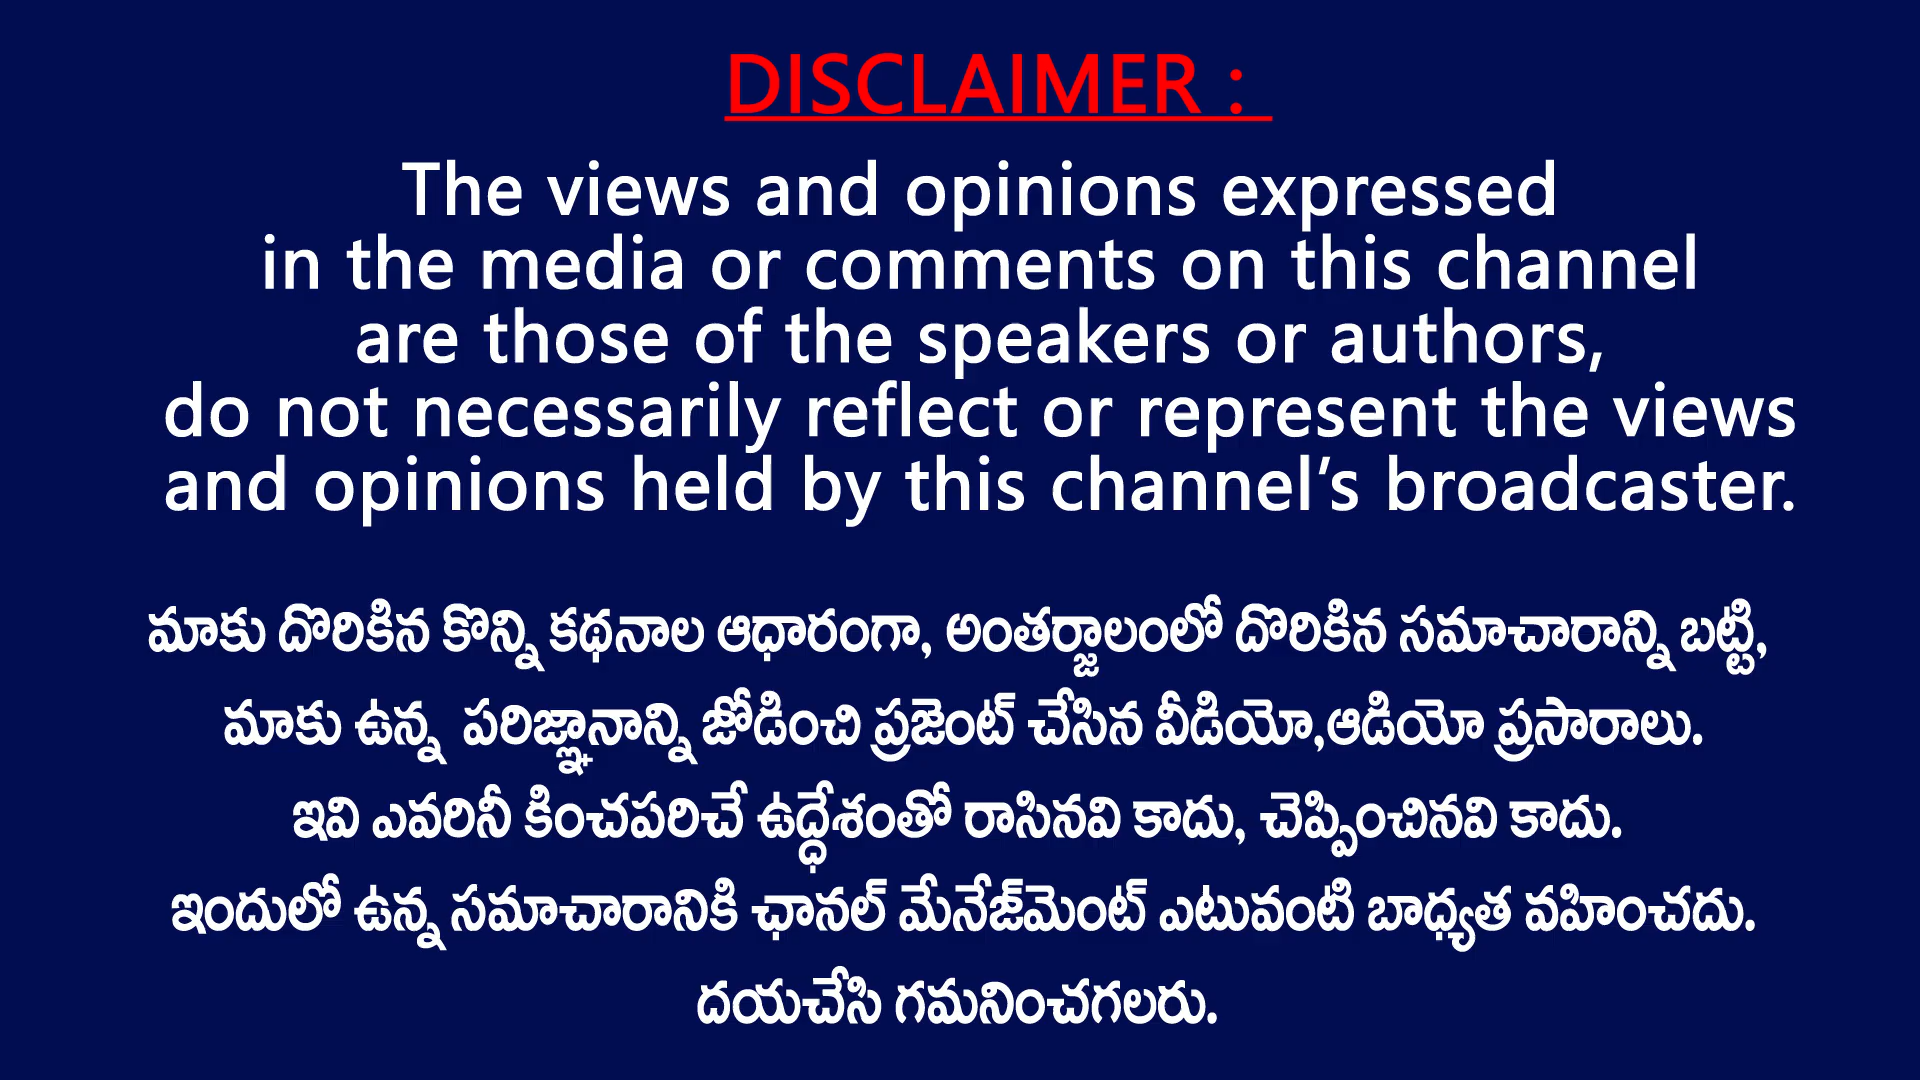 DISCLAIMER :
The views and opinions expressed
in the media or comments on this channel
are those of the speakers or authors,
do not necessarily reflect or represent the views
and opinions held by this channel’s broadcaster.
మాకు దొరికిన కొన్ని కథనాల ఆధారంగా, అంతర్జాలంలో దొరికిన సమాచారాన్ని బట్టి,
మాకు ఉన్న పరిజ్ఞానాన్ని జోడించి ప్రజెంట్ చేసిన వీడియో,ఆడియో ప్రసారాలు.
ఇవి ఎవరినీ కించపరిచే ఉద్ధేశంతో రాసినవి కాదు, చెప్పించినవి కాదు.
ఇందులో ఉన్న సమాచారానికి ఛానల్ మేనేజ్‌మెంట్ ఎటువంటి బాధ్యత వహించదు.
దయచేసి గమనించగలరు.